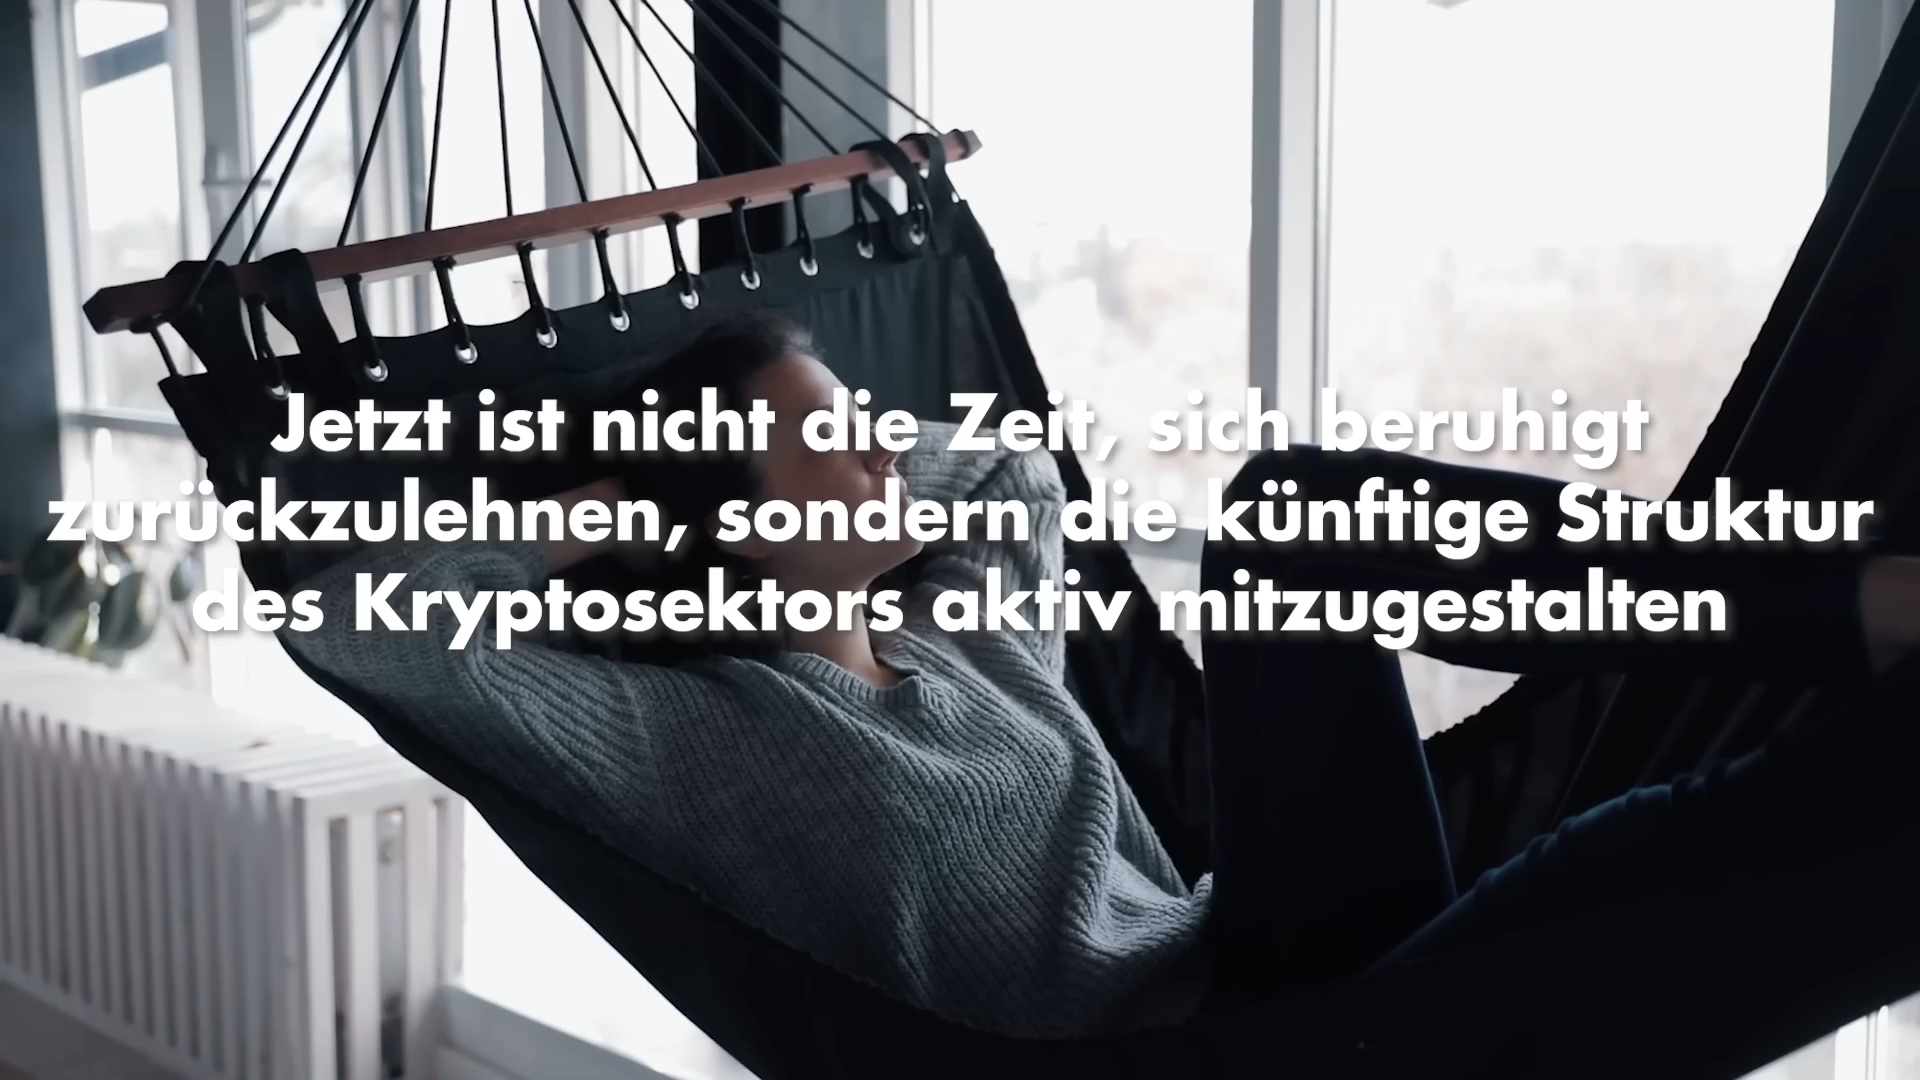 Jetzt ist nicht die Zeit, sich beruhigt
zurückzulehnen, sondern die künftige Struktur
des Kryptosektors aktiv mitzugestalten